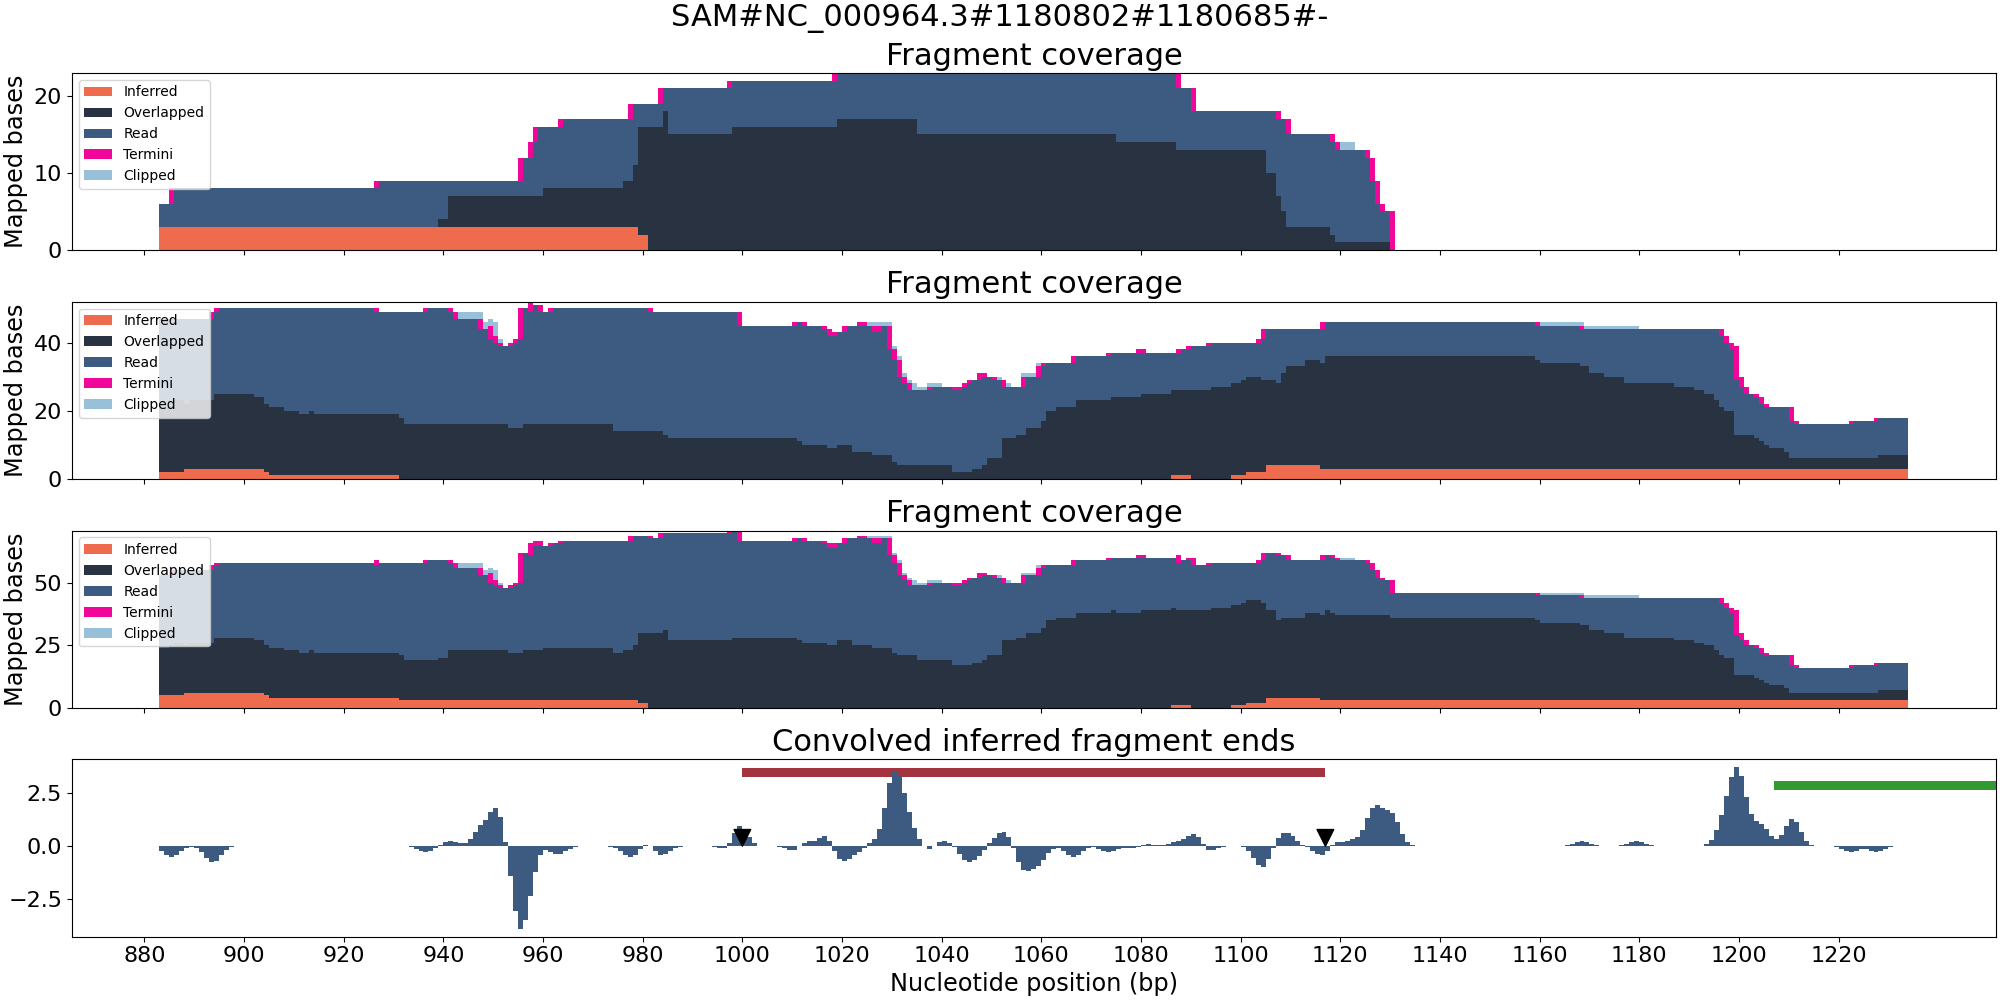 SAM#NC_000964.3#1180802#1180685#-
Fragment coverage
Mapped bases
20
10
0
Inferred
Overlapped
Read
Termini
Clipped
Fragment coverage
Mapped bases
40
20
0
Inferred
Overlapped
Read
Termini
Clipped
Fragment coverage
Mapped bases
50
25
0
Inferred
Overlapped
Read
Termini
Clipped
Convolved inferred fragment ends
2.5
0.0
−2.5
880 900 920 940 960 980 1000 1020 1040 1060 1080 1100 1120 1140 1160 1180 1200 1220
Nucleotide position (bp)